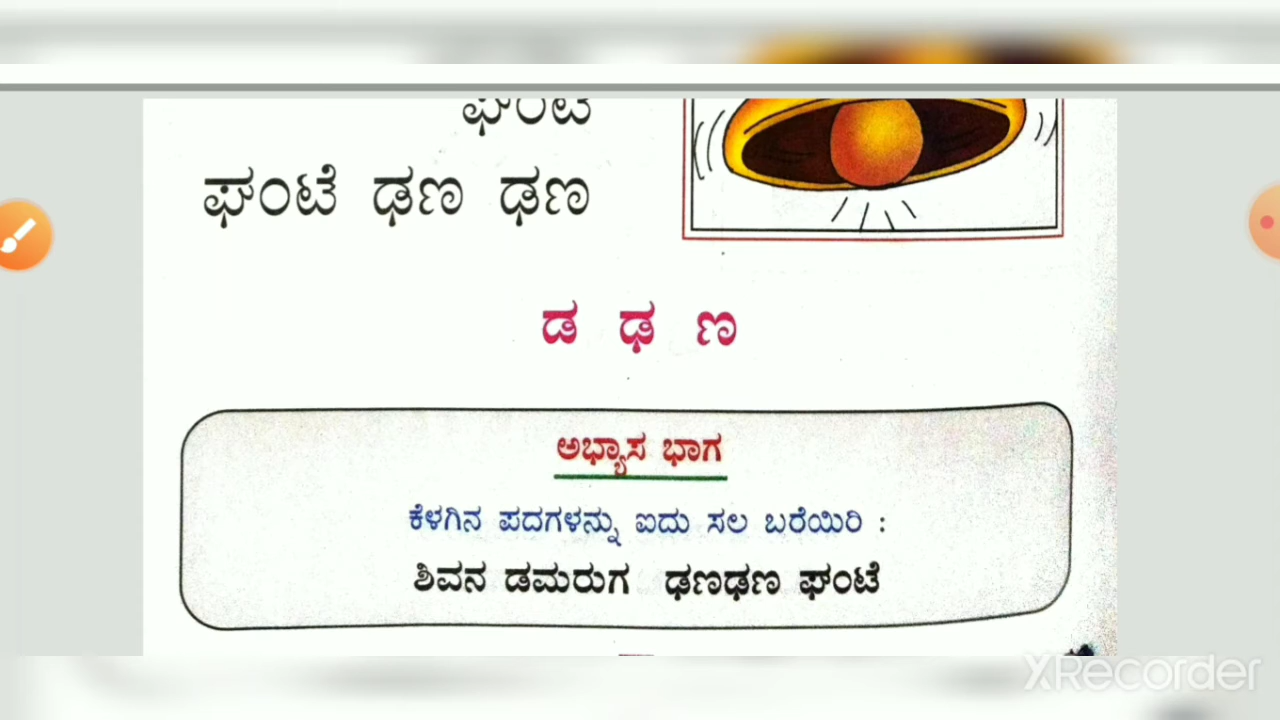 ಘಂಟೆ
ಘಂಟೆ ಢಣ ಢಣ
ಡ ಢ ಣ
ಅಭ್ಯಾಸ ಭಾಗ
ಕೆಳಗಿನ ಪದಗಳನ್ನು ಐದು ಸಲ ಬರೆಯಿರಿ :
ಶಿವನ ಡಮರುಗ ಢಣಢಣ ಘಂಟೆ
XRecorder